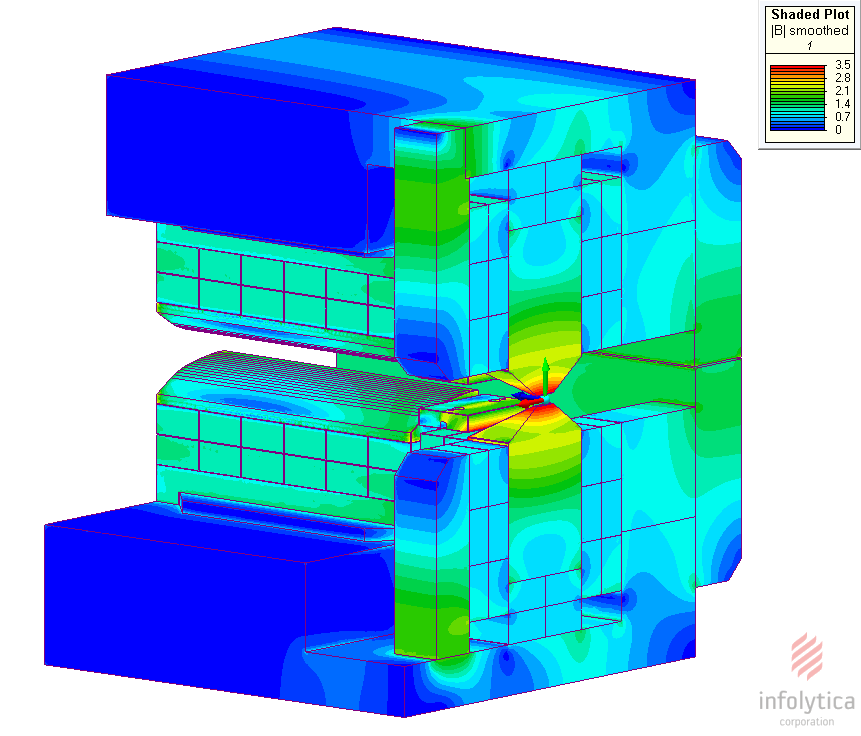 Shaded Plot
|B| smoothed
1
3.5
2.8
2.1
1.4
0.7
0
infolytica
corporation